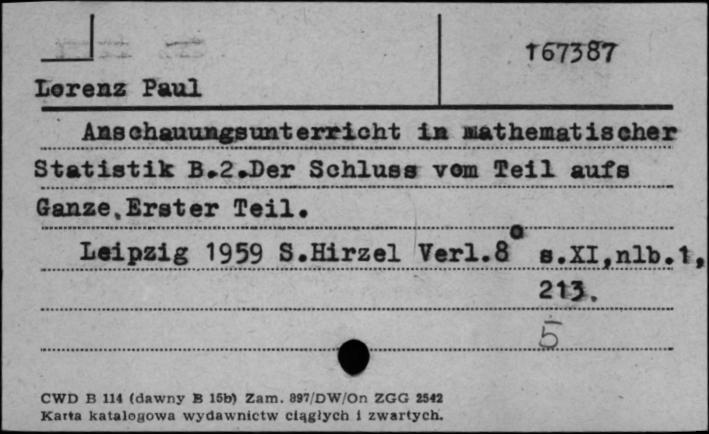 167387
Lorenz Paul
Anschauungsunterricht in mathematischer
Statistik B.2.Der Schluss vom Teil aufs
Ganze.Erster Teil.
Leipzig 1959 S.Hirzel Verl.8° s.XI,nlb.1,
213.
5
CWD B 114 (dawny B 15b) Zam. 897/DW/On ZGG 2542
Karta katalogowa wydawnictw ciągłych i zwartych.